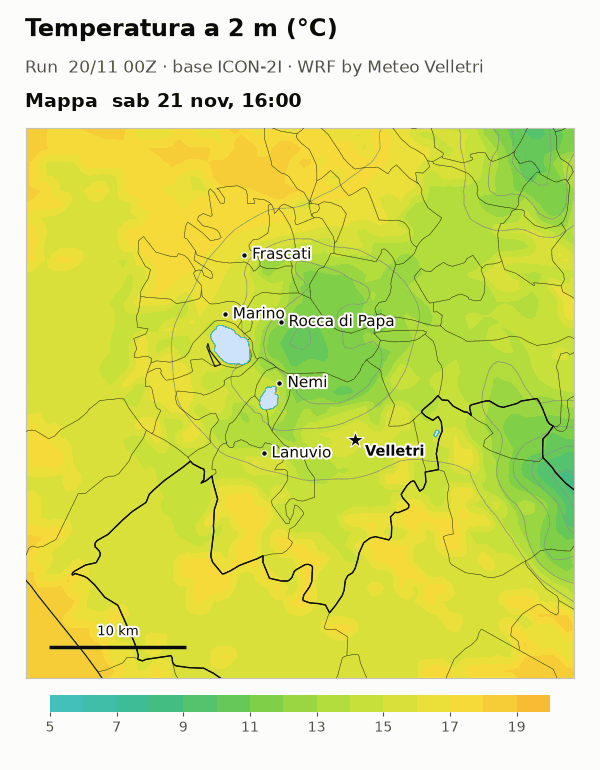 Temperatura a 2 m (°C)
Run  20/11 00Z · base ICON-2I · WRF by Meteo Velletri
Mappa  sab 21 nov, 16:00
Frascati
Marino
Rocca di Papa
Nemi
Velletri
Lanuvio
10 km
5 7 9 11 13 15 17 19